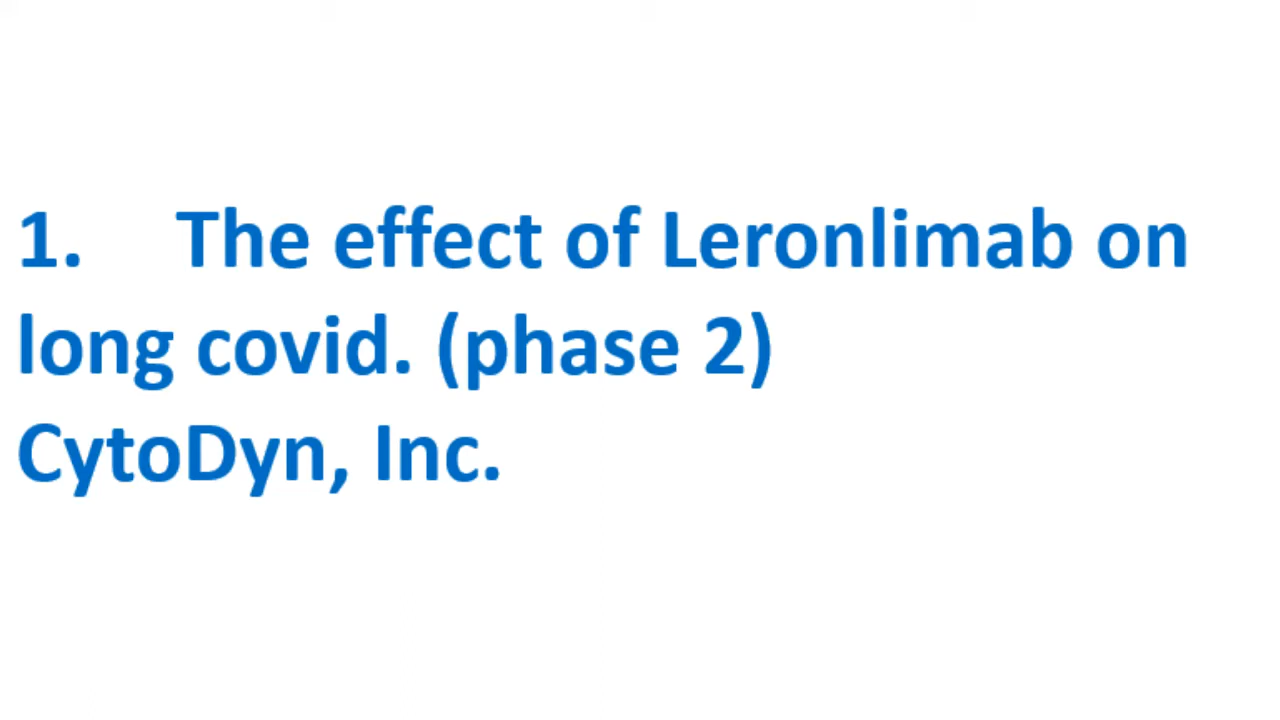 1. The effect of Leronlimab on
long covid. (phase 2)
CytoDyn, Inc.